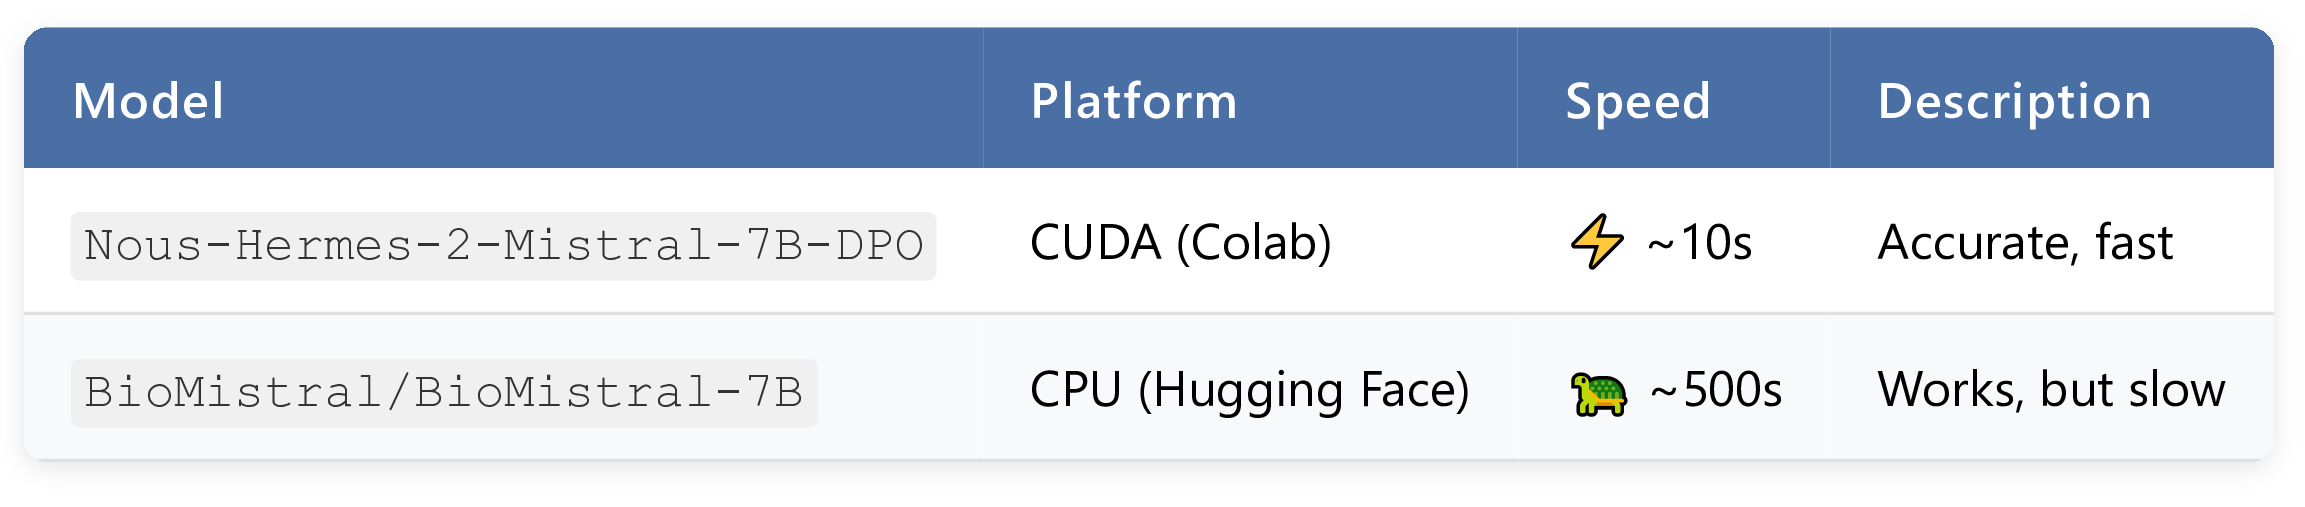 Model Platform Speed Description
Nous-Hermes-2-Mistral-7B-DPO CUDA (Colab) ⚡ ~10s Accurate, fast
BioMistral/BioMistral-7B CPU (Hugging Face) 🐢 ~500s Works, but slow